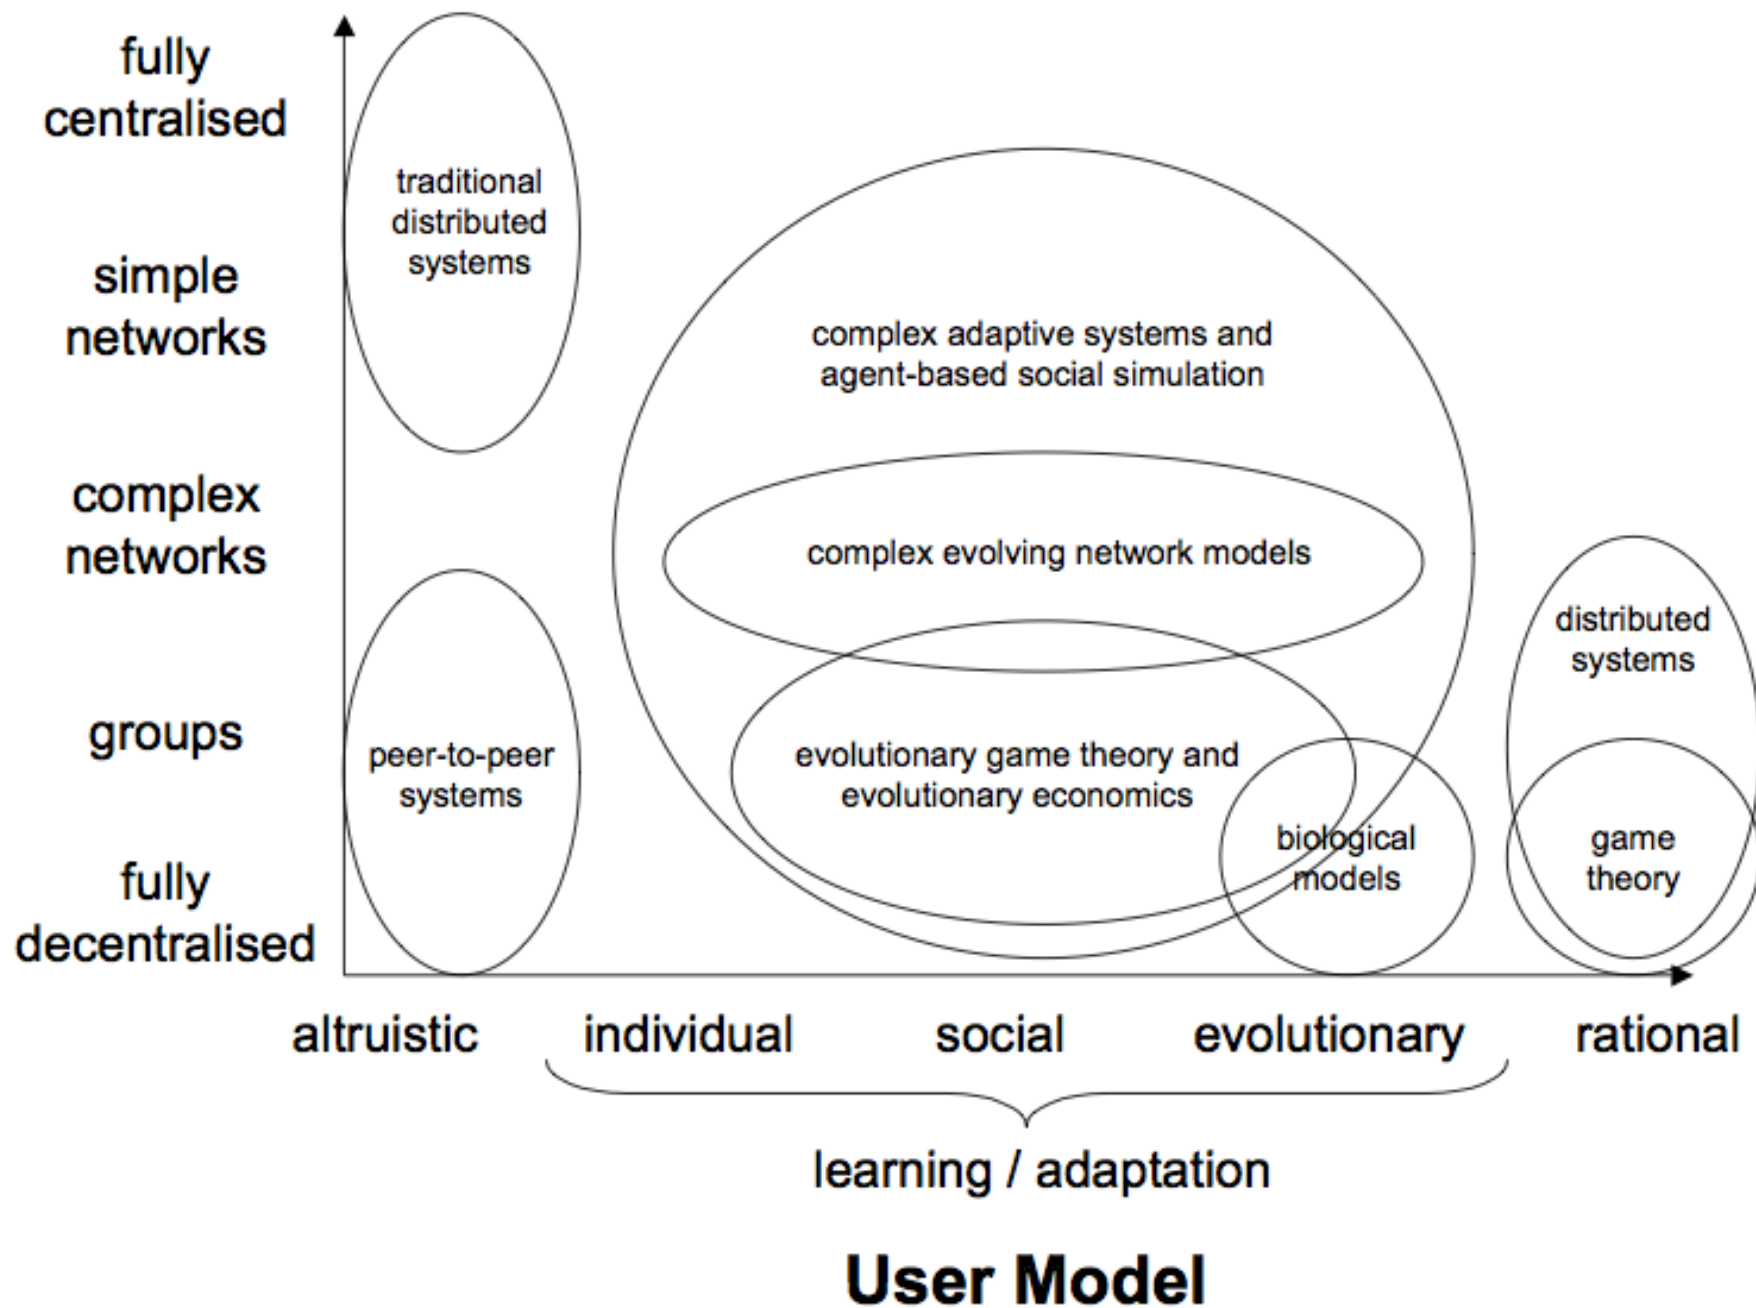 fully
centralised
simple
networks
complex
networks
groups
fully
decentralised
traditional
distributed
systems
peer-to-peer
systems
complex adaptive systems and
agent-based social simulation
complex evolving network models
evolutionary game theory and
evolutionary economics
biological
models
distributed
systems
game
theory
altruistic
individual
social
evolutionary
rational
learning / adaptation
User Model